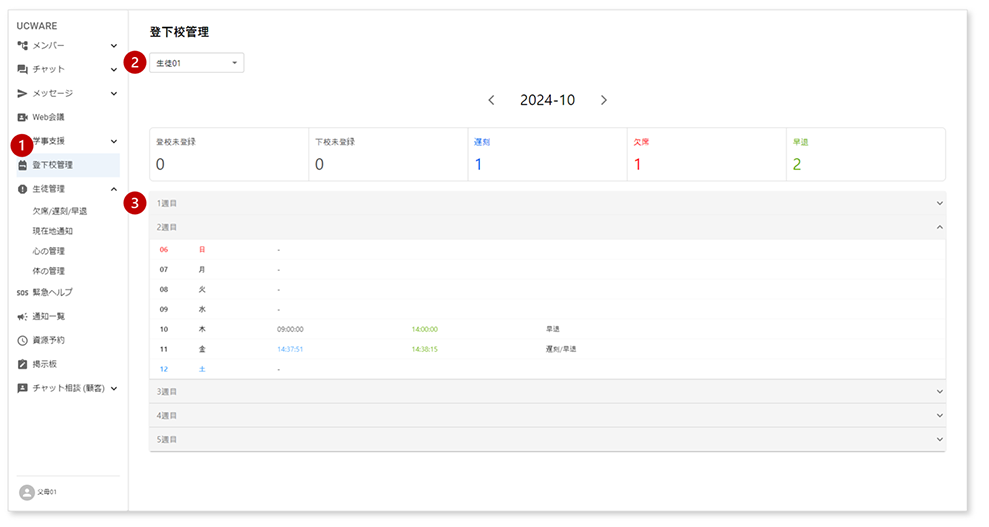 UCWARE
メンバー
チャット
メッセージ
Web会議
1
学事支援
登下校管理
生徒管理
欠席/遅刻/早退
現在地通知
心の管理
体の管理
SOS 緊急ヘルプ
通知一覧
資源予約
掲示板
チャット相談 (顧客)
父母01
登下校管理
2 生徒01
2024-10
登校未登録 下校未登録 遅刻 欠席 早退
0 0 1 1 2
3 1週目
2週目
06 日 -
07 月 -
08 火 -
09 水 -
10 木 09:00:00 14:00:00 早退
11 金 14:37:51 14:38:15 遅刻/早退
12 土 -
3週目
4週目
5週目